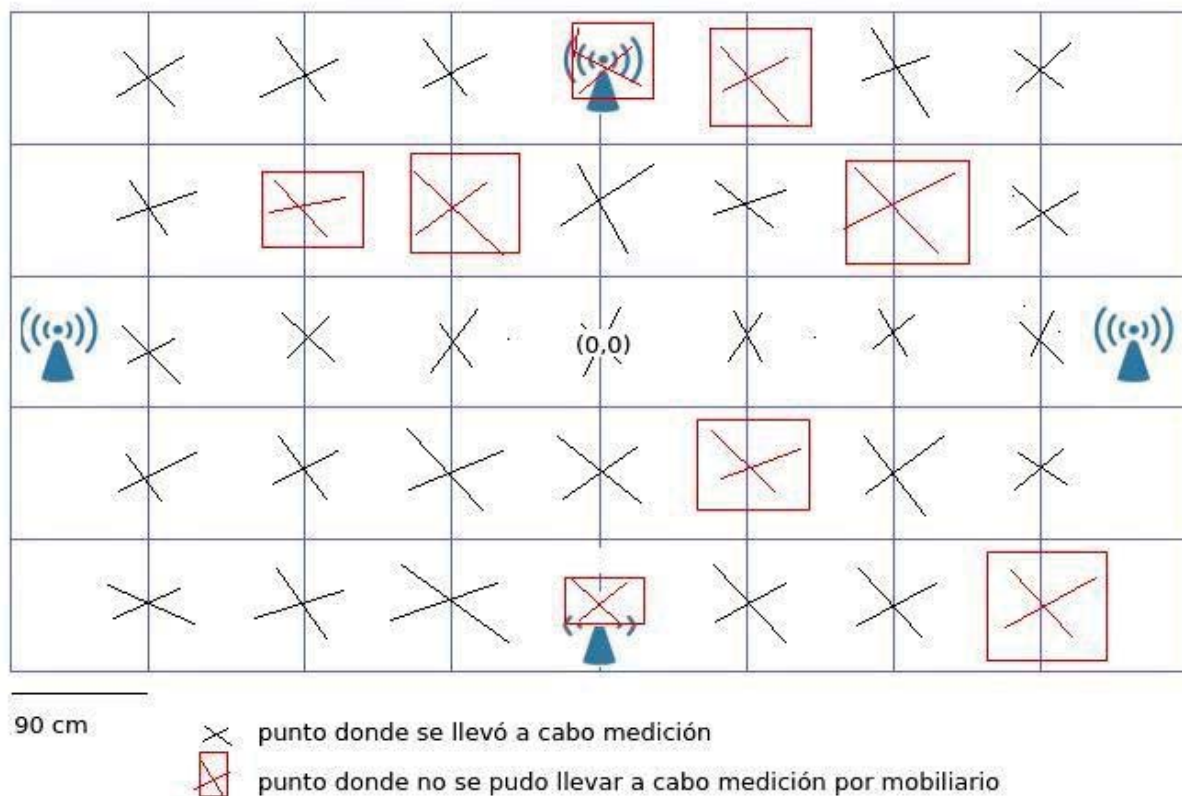 (0,0)
90 cm
punto donde se llevó a cabo medición
punto donde no se pudo llevar a cabo medición por mobiliario